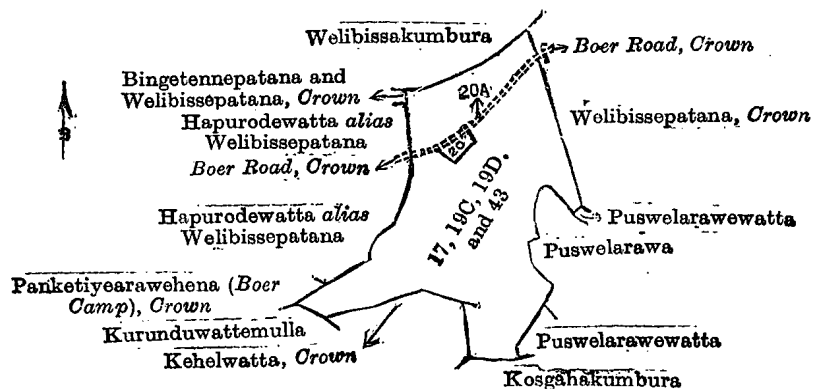 Welibissakumbura
Boer Road, Crown
Bingetennepatana and
Welibissepatana, Crown
20A
Hapurodewatta alias
Welibissepatana
Welibissepatana, Crown
20
Boer Road, Crown
17, 19C, 19D.
and 43
Hapurodewatta alias
Welibissepatana
Puswelarawewatta
Puswelarawa
Panketiyearawehena (Boer
Camp), Crown
Kurunduwattemulla
Kehelwatta, Crown
Puswelarawewatta
Kosgahakumbura